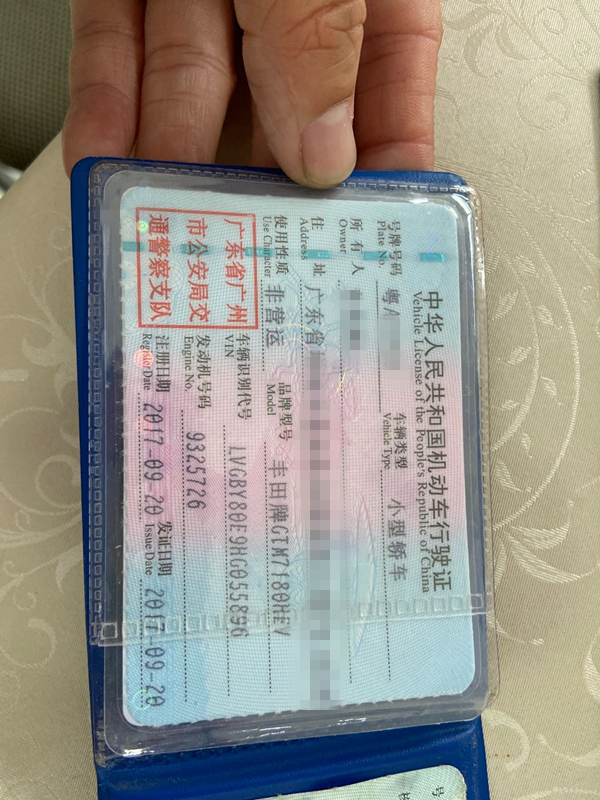 中华人民共和国机动车行驶证
Vehicle License of the People's Republic of China
号牌号码 粤A 车辆类型 小型轿车
Plate No. Vehicle Type
所有人
Owner
住址 广东省
Address
使用性质 非营运 品牌型号 丰田牌GTM7180HEV
Use Character Model
广东省广州
市公安局交
通警察支队
车辆识别代号 LVGBY80E9HG055896
VIN
发动机号码 9325726
Engine No.
注册日期 2017-09-20 发证日期 2017-09-20
Register Date Issue Date
号